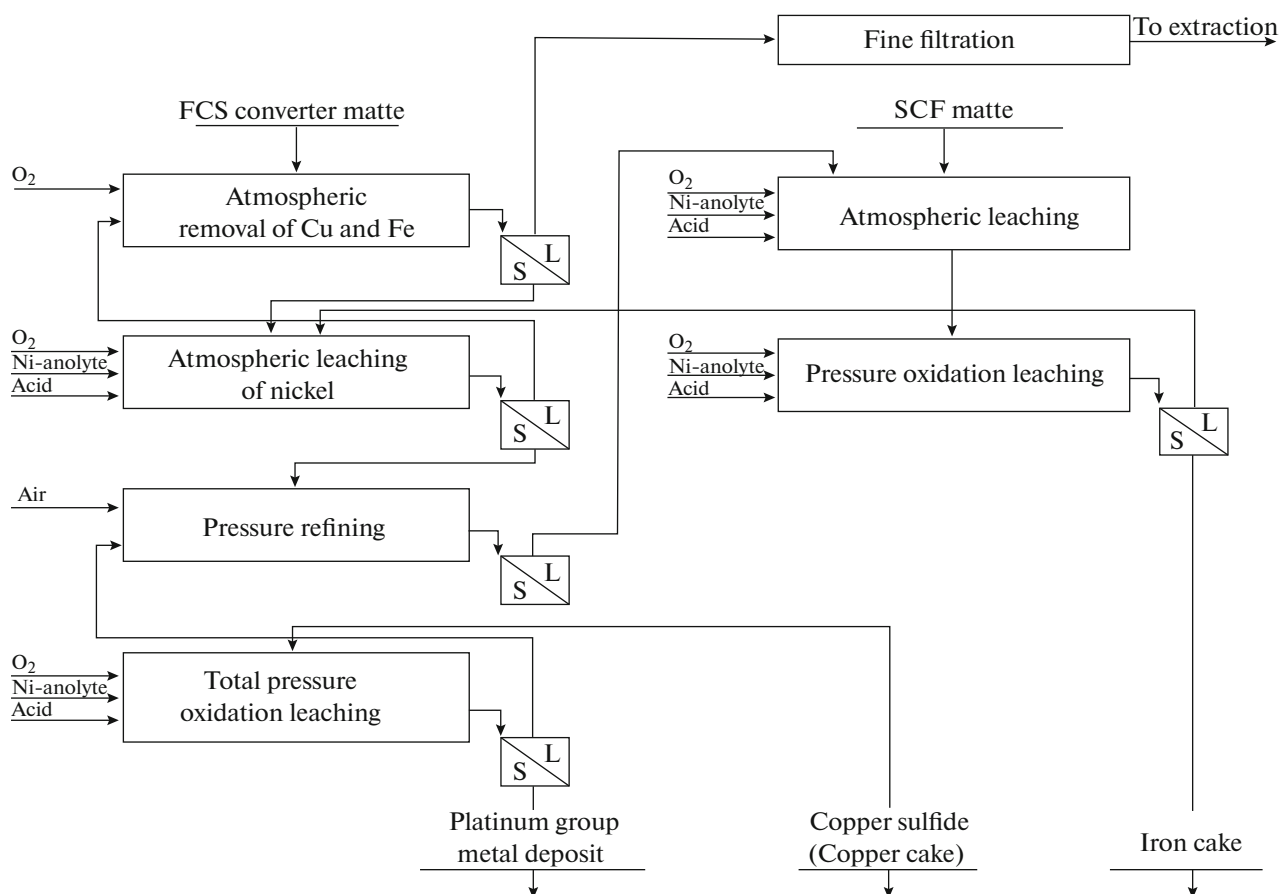 Fine filtration
To extraction
FCS converter matte
SCF matte
O₂
Atmospheric
removal of Cu and Fe
L
S
O₂
Ni-anolyte
Acid
Atmospheric leaching
O₂
Ni-anolyte
Acid
Atmospheric leaching
of nickel
L
S
O₂
Ni-anolyte
Acid
Pressure oxidation leaching
L
S
Air
Pressure refining
L
S
O₂
Ni-anolyte
Acid
Total pressure
oxidation leaching
L
S
Platinum group
metal deposit
Copper sulfide
(Copper cake)
Iron cake